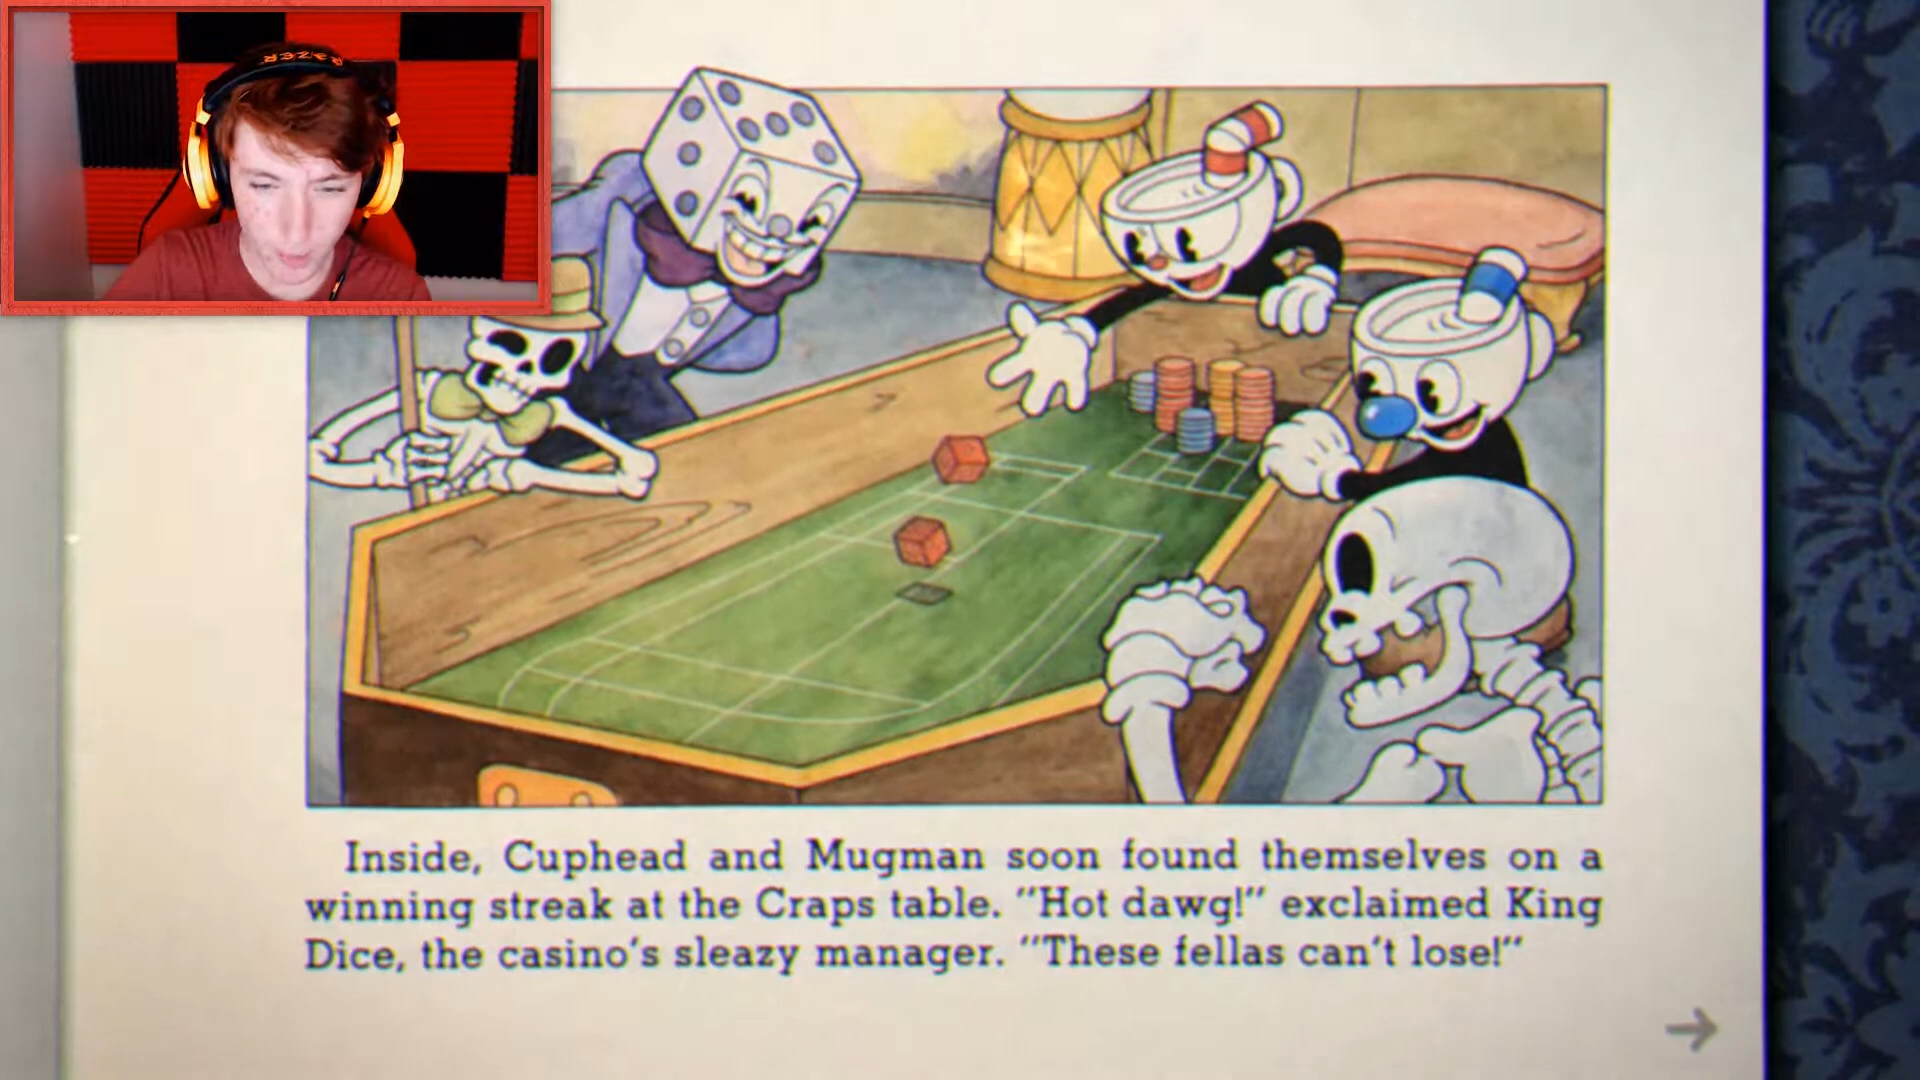 RAZER
Inside, Cuphead and Mugman soon found themselves on a
winning streak at the Craps table. "Hot dawg!" exclaimed King
Dice, the casino's sleazy manager. "These fellas can't lose!"